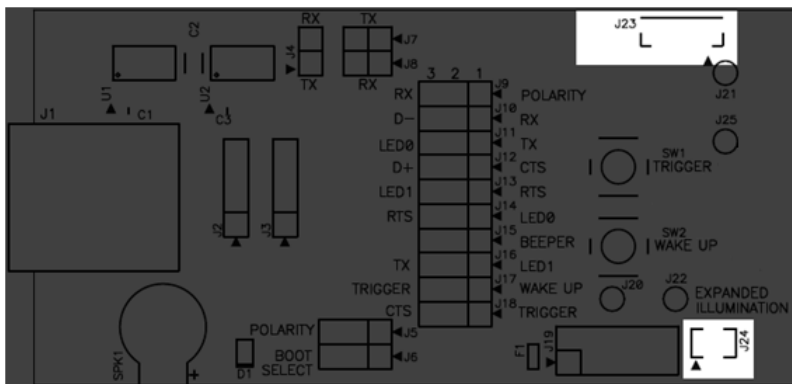 RX TX
J23
C2
J4
J7
J8
TX RX
3 2 1
U1
U2
J21
J9
RX POLARITY
J10
D- RX
C1
C3
J1
J11
LED0 TX
J25
J12
D+ CTS
SW1
TRIGGER
J13
LED1 RTS
J14
RTS LED0
J2
J3
J15
BEEPER
SW2
WAKE UP
J16
TX LED1
J17
TRIGGER WAKE UP
J20
J22
EXPANDED
ILLUMINATION
J18
CTS TRIGGER
POLARITY
J5
BOOT
SELECT
J6
SPK1
+
D1
F1
J19
J24